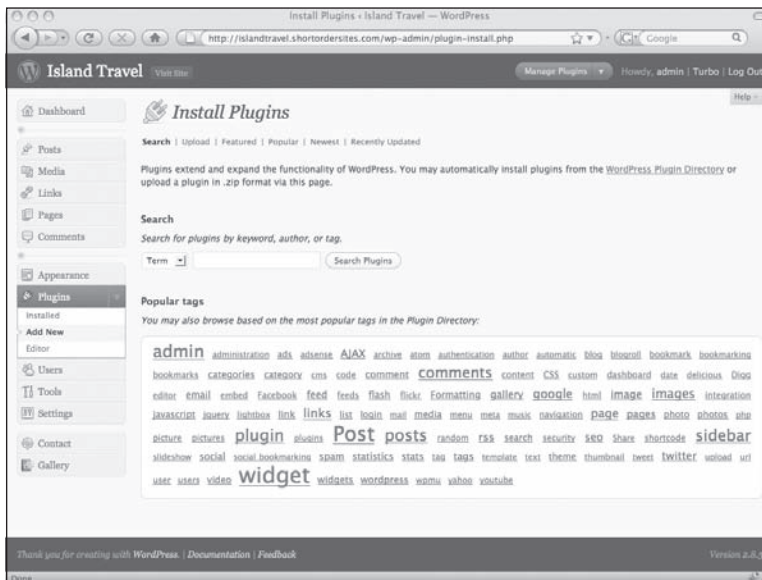 Install Plugins ‹ Island Travel — WordPress
http://islandtravel.shortordersites.com/wp-admin/plugin-install.php
Google
Island Travel Visit Site Manage Plugins Howdy, admin | Turbo | Log Out
Help
Dashboard
Posts
Media
Links
Pages
Comments
Appearance
Plugins
Installed
Add New
Editor
Users
Tools
Settings
Contact
Gallery
Install Plugins
Search | Upload | Featured | Popular | Newest | Recently Updated
Plugins extend and expand the functionality of WordPress. You may automatically install plugins from the WordPress Plugin Directory or
upload a plugin in .zip format via this page.
Search
Search for plugins by keyword, author, or tag.
Term Search Plugins
Popular tags
You may also browse based on the most popular tags in the Plugin Directory:
admin administration ads adsense AJAX archive atom authentication author automatic blog blogroll bookmark bookmarking
bookmarks categories category cms code comment comments content CSS custom dashboard date delicious Digg
editor email embed Facebook feed feeds flash flickr Formatting gallery google html image images integration
javascript jquery lightbox link links list login mail media menu meta music navigation page pages photo photos php
picture pictures plugin plugins Post posts random rss search security seo Share shortcode sidebar
slideshow social social bookmarking spam statistics stats tag tags template text theme thumbnail tweet twitter upload url
user users video widget widgets wordpress wpmu yahoo youtube
Thank you for creating with WordPress. | Documentation | Feedback Version 2.8.5
Done